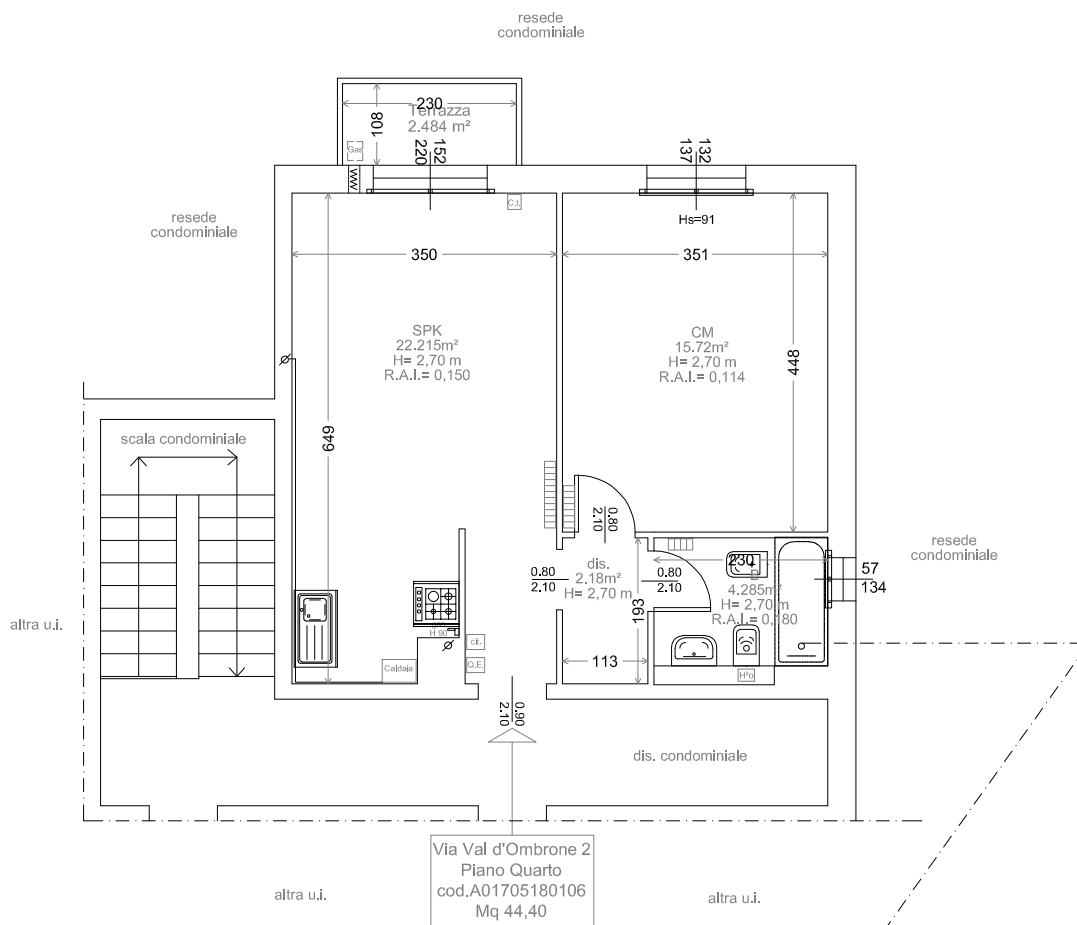 resede
condominiale
230
Terrazza
2.484 m²
108
Gas
220
152
137
132
C.t.
Hs=91
resede
condominiale
350
351
SPK
22.215m²
H= 2,70 m
R.A.I.= 0,150
CM
15.72m²
H= 2,70 m
R.A.I.= 0,114
448
649
scala condominiale
0.80
2.10
resede
condominiale
dis.
2.18m²
H= 2,70 m
0.80
2.10
0.80
2.10
230
B
4.285m²
H= 2,70 m
R.A.I.= 0,180
57
134
193
altra u.i.
H 90
cit.
Q.E.
Caldaja
113
H²o
0.90
2.10
dis. condominiale
Via Val d'Ombrone 2
Piano Quarto
cod.A01705180106
Mq 44,40
altra u.i.
altra u.i.